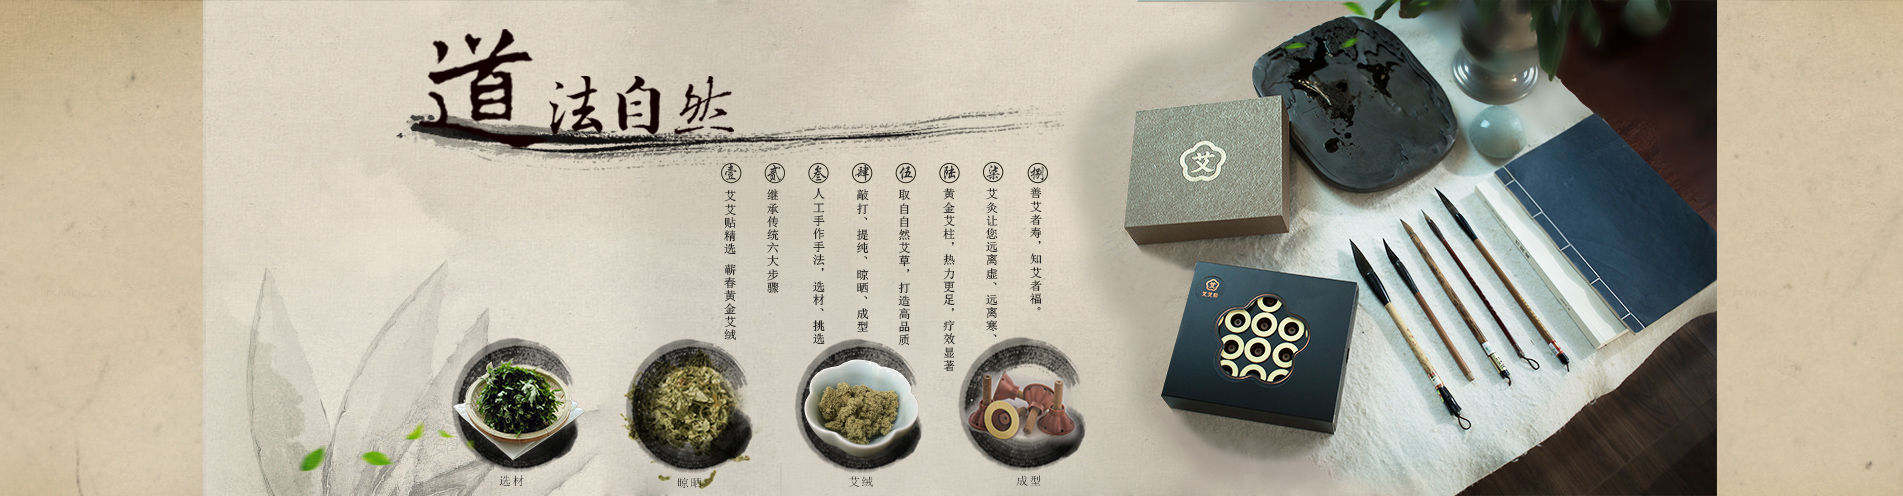 道法自然
壹 艾艾贴精选 蕲春黄金艾绒
贰 继承传统六大步骤
叁 人工手作手法，选材、挑选
肆 敲打、提纯、晾晒、成型
伍 取自自然艾草，打造高品质
陆 黄金艾柱，热力更足，疗效显著
柒 艾灸让您远离虚、远离寒、
捌 善艾者寿，知艾者福。
选材
晾晒
艾绒
成型
艾
艾艾贴